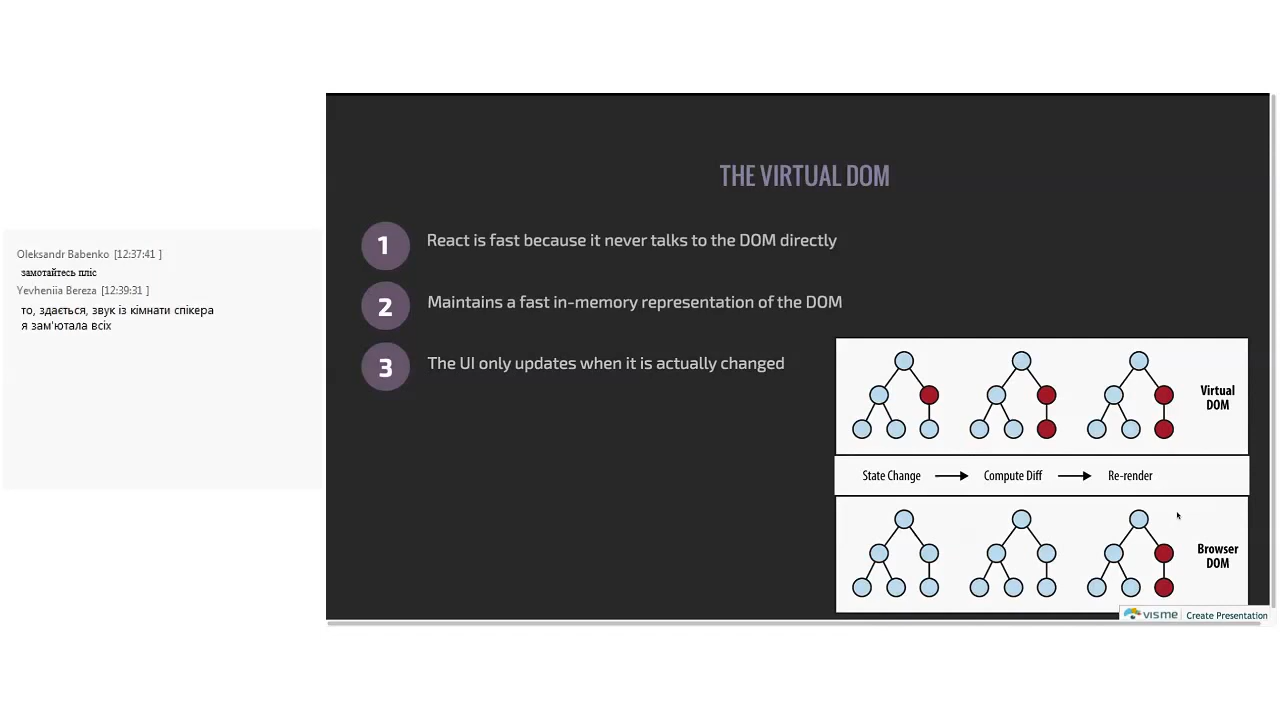 Oleksandr Babenko [12:37:41 ]
замотайтесь пліс
Yevheniia Bereza [12:39:31 ]
то, здається, звук із кімнати спікера
я зам'ютала всіх
THE VIRTUAL DOM
1 React is fast because it never talks to the DOM directly
2 Maintains a fast in-memory representation of the DOM
3 The UI only updates when it is actually changed
Virtual
DOM
State Change
Compute Diff
Re-render
Browser
DOM
visme Create Presentation